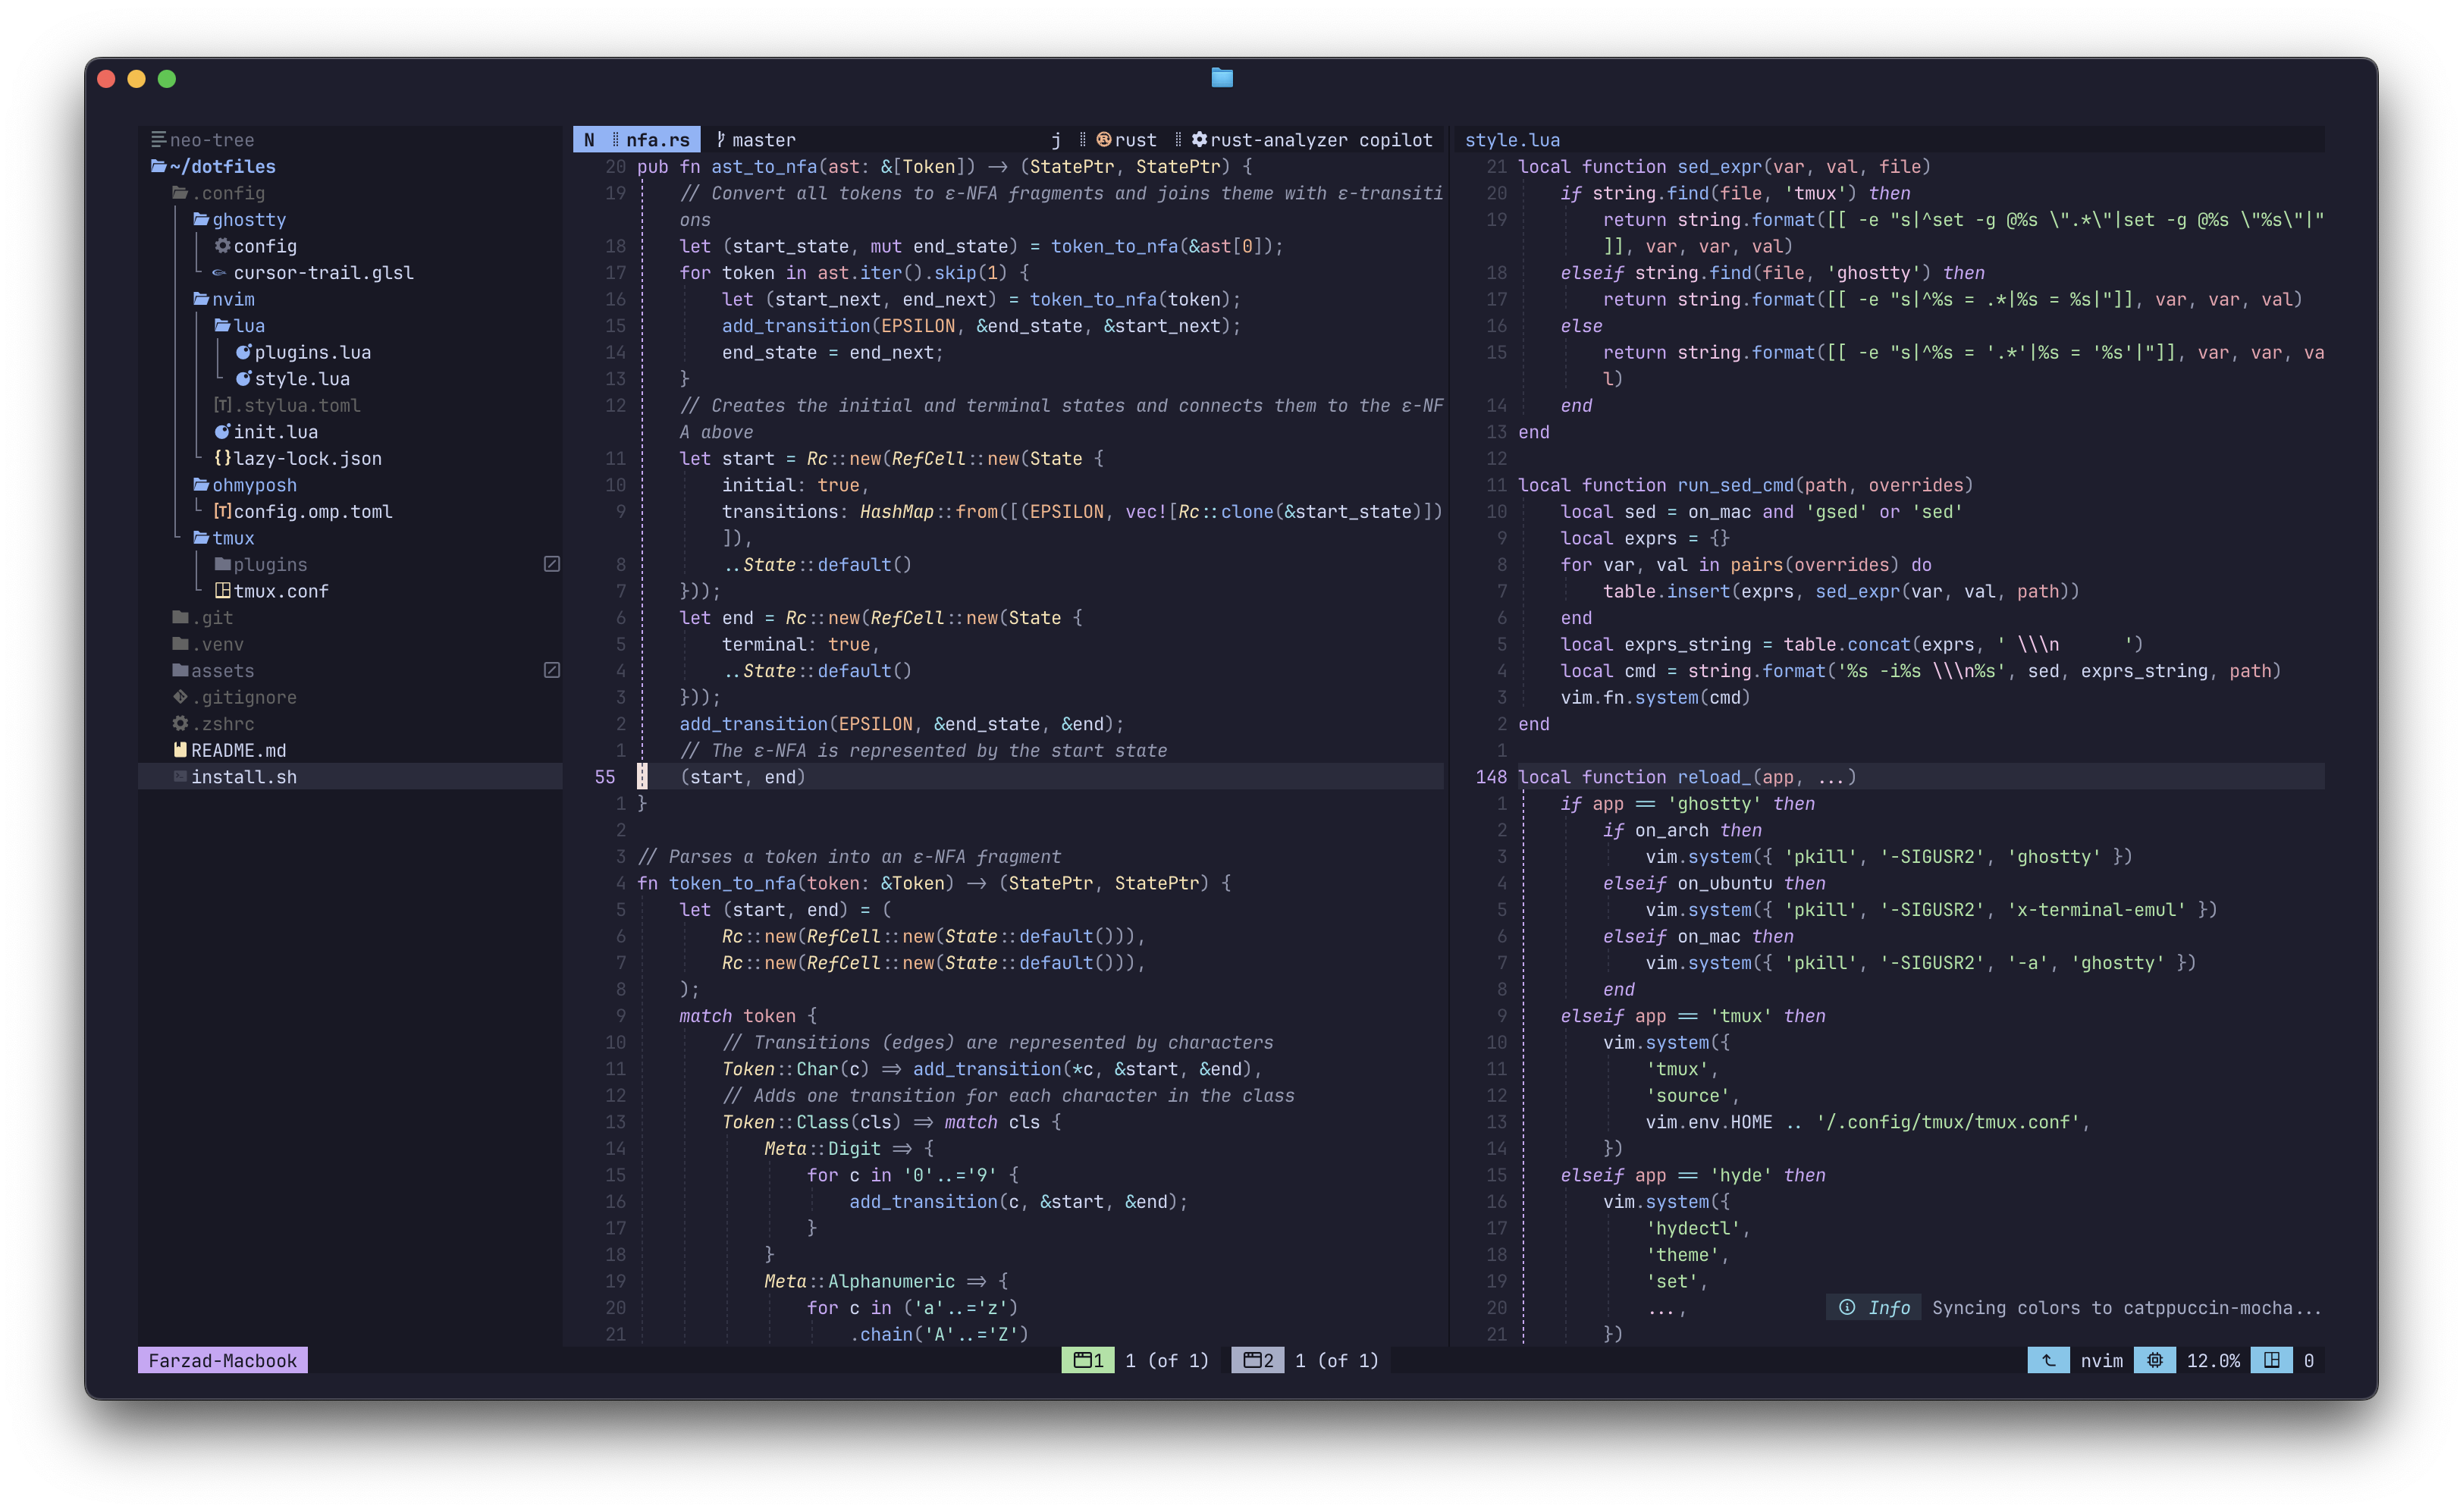 neo-tree
~/dotfiles
.config
ghostty
config
cursor-trail.glsl
nvim
lua
plugins.lua
style.lua
[T].stylua.toml
init.lua
{}lazy-lock.json
ohmyposh
[T]config.omp.toml
tmux
plugins
tmux.conf
.git
.venv
assets
.gitignore
.zshrc
README.md
install.sh
N nfa.rs master j rust rust-analyzer copilot
20 pub fn ast_to_nfa(ast: &[Token]) -> (StatePtr, StatePtr) {
19 // Convert all tokens to ε-NFA fragments and joins theme with ε-transiti
ons
18 let (start_state, mut end_state) = token_to_nfa(&ast[0]);
17 for token in ast.iter().skip(1) {
16 let (start_next, end_next) = token_to_nfa(token);
15 add_transition(EPSILON, &end_state, &start_next);
14 end_state = end_next;
13 }
12 // Creates the initial and terminal states and connects them to the ε-NF
A above
11 let start = Rc::new(RefCell::new(State {
10 initial: true,
9 transitions: HashMap::from([(EPSILON, vec![Rc::clone(&start_state)])
]),
8 ..State::default()
7 }));
6 let end = Rc::new(RefCell::new(State {
5 terminal: true,
4 ..State::default()
3 }));
2 add_transition(EPSILON, &end_state, &end);
1 // The ε-NFA is represented by the start state
55 (start, end)
1 }
2
3 // Parses a token into an ε-NFA fragment
4 fn token_to_nfa(token: &Token) -> (StatePtr, StatePtr) {
5 let (start, end) = (
6 Rc::new(RefCell::new(State::default())),
7 Rc::new(RefCell::new(State::default())),
8 );
9 match token {
10 // Transitions (edges) are represented by characters
11 Token::Char(c) => add_transition(*c, &start, &end),
12 // Adds one transition for each character in the class
13 Token::Class(cls) => match cls {
14 Meta::Digit => {
15 for c in '0'..='9' {
16 add_transition(c, &start, &end);
17 }
18 }
19 Meta::Alphanumeric => {
20 for c in ('a'..='z')
21 .chain('A'..='Z')
style.lua
21 local function sed_expr(var, val, file)
20 if string.find(file, 'tmux') then
19 return string.format([[ -e "s|^set -g @%s \".*\"|set -g @%s \"%s\"|"
]], var, var, val)
18 elseif string.find(file, 'ghostty') then
17 return string.format([[ -e "s|^%s = .*|%s = %s|"]], var, var, val)
16 else
15 return string.format([[ -e "s|^%s = '.*'|%s = '%s'|"]], var, var, va
l)
14 end
13 end
12
11 local function run_sed_cmd(path, overrides)
10 local sed = on_mac and 'gsed' or 'sed'
9 local exprs = {}
8 for var, val in pairs(overrides) do
7 table.insert(exprs, sed_expr(var, val, path))
6 end
5 local exprs_string = table.concat(exprs, ' \\\n      ')
4 local cmd = string.format('%s -i%s \\\n%s', sed, exprs_string, path)
3 vim.fn.system(cmd)
2 end
1
148 local function reload_(app, ...)
1 if app == 'ghostty' then
2 if on_arch then
3 vim.system({ 'pkill', '-SIGUSR2', 'ghostty' })
4 elseif on_ubuntu then
5 vim.system({ 'pkill', '-SIGUSR2', 'x-terminal-emul' })
6 elseif on_mac then
7 vim.system({ 'pkill', '-SIGUSR2', '-a', 'ghostty' })
8 end
9 elseif app == 'tmux' then
10 vim.system({
11 'tmux',
12 'source',
13 vim.env.HOME .. '/.config/tmux/tmux.conf',
14 })
15 elseif app == 'hyde' then
16 vim.system({
17 'hydectl',
18 'theme',
19 'set',
20 ...,
21 })
Info Syncing colors to catppuccin-mocha...
Farzad-Macbook 1 1 (of 1) 2 1 (of 1) nvim 12.0% 0